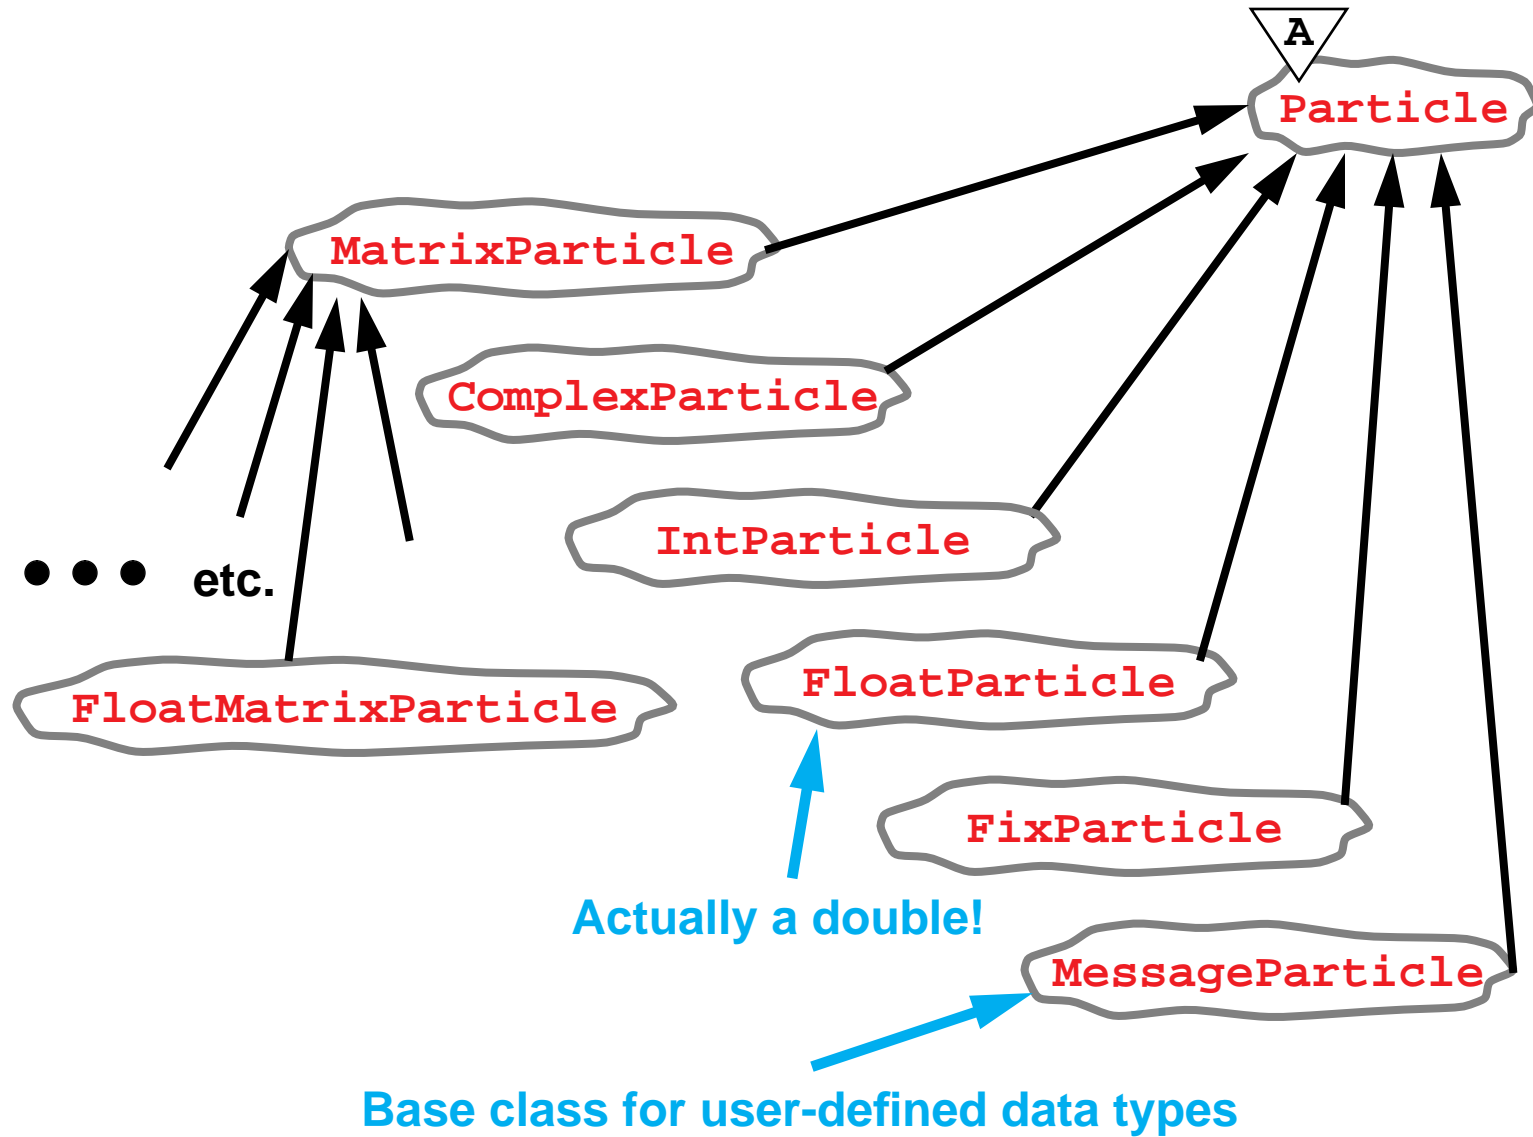 A
Particle
MatrixParticle
ComplexParticle
IntParticle
••• etc.
FloatParticle
FloatMatrixParticle
FixParticle
Actually a double!
MessageParticle
Base class for user-defined data types